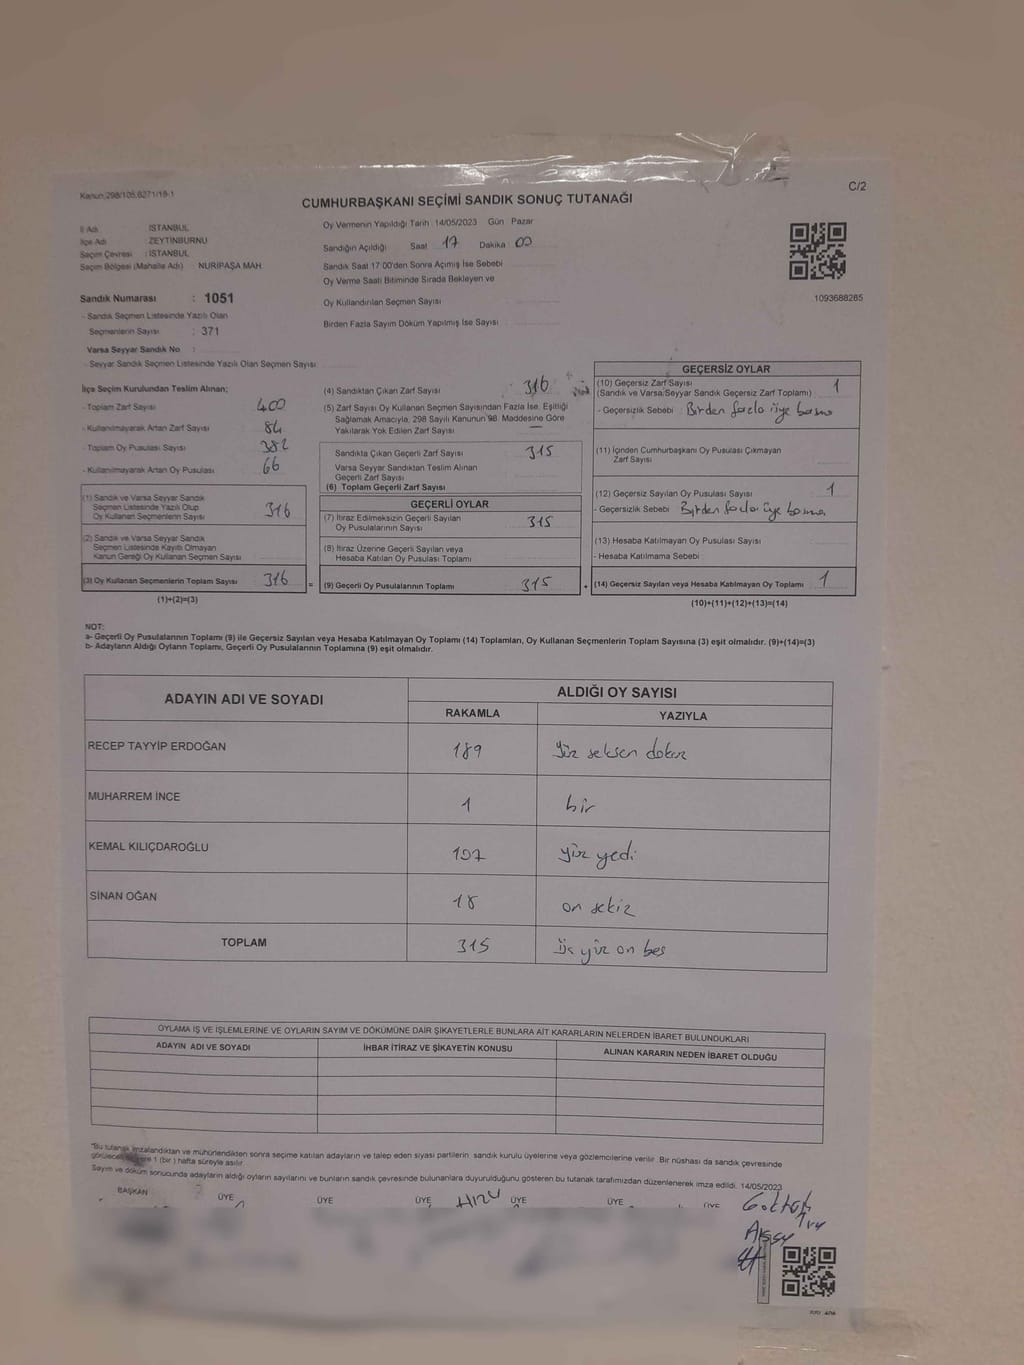 Kanun:298/105,6271/18-1
C/2
CUMHURBAŞKANI SEÇİMİ SANDIK SONUÇ TUTANAĞI
İl Adı İSTANBUL
İlçe Adı ZEYTİNBURNU
Seçim Çevresi : İSTANBUL
Seçim Bölgesi (Mahalle Adı) : NURİPAŞA MAH.
Sandık Numarası : 1051
- Sandık Seçmen Listesinde Yazılı Olan
Seçmenlerin Sayısı : 371
Varsa Seyyar Sandık No :
- Seyyar Sandık Seçmen Listesinde Yazılı Olan Seçmen Sayısı
Oy Vermenin Yapıldığı Tarih : 14/05/2023 Gün Pazar
Sandığın Açıldığı Saat 17 Dakika 00
Sandık Saat 17:00'den Sonra Açılmış İse Sebebi
Oy Verme Saati Bitiminde Sırada Bekleyen ve
Oy Kullandırılan Seçmen Sayısı
Birden Fazla Sayım Döküm Yapılmış İse Sayısı
1093688285
İlçe Seçim Kurulundan Teslim Alınan;
- Toplam Zarf Sayısı 400
- Kullanılmayarak Artan Zarf Sayısı 84
- Toplam Oy Pusulası Sayısı 382
- Kullanılmayarak Artan Oy Pusulası 66
(1) Sandık ve Varsa Seyyar Sandık
Seçmen Listesinde Yazılı Olup
Oy Kullanan Seçmenlerin Sayısı 316
(2) Sandık ve Varsa Seyyar Sandık
Seçmen Listesinde Kayıtlı Olmayan
Kanun Gereği Oy Kullanan Seçmen Sayısı
(3) Oy Kullanan Seçmenlerin Toplam Sayısı 316
(1)+(2)=(3)
=
(4) Sandıktan Çıkan Zarf Sayısı 316
(5) Zarf Sayısı Oy Kullanan Seçmen Sayısından Fazla İse, Eşitliği
Sağlamak Amacıyla, 298 Sayılı Kanunun 98. Maddesine Göre
Yakılarak Yok Edilen Zarf Sayısı —
Sandıkta Çıkan Geçerli Zarf Sayısı 315
Varsa Seyyar Sandıktan Teslim Alınan
Geçerli Zarf Sayısı
(6) Toplam Geçerli Zarf Sayısı
GEÇERLİ OYLAR
(7) İtiraz Edilmeksizin Geçerli Sayılan
Oy Pusulalarının Sayısı 315
(8) İtiraz Üzerine Geçerli Sayılan veya
Hesaba Katılan Oy Pusulası Toplamı
(9) Geçerli Oy Pusulalarının Toplamı 315
+
GEÇERSİZ OYLAR
(10) Geçersiz Zarf Sayısı 1
(Sandık ve Varsa/Seyyar Sandık Geçersiz Zarf Toplamı)
- Geçersizlik Sebebi : Birden fazla üye basma
(11) İçinden Cumhurbaşkanı Oy Pusulası Çıkmayan
Zarf Sayısı
(12) Geçersiz Sayılan Oy Pusulası Sayısı 1
- Geçersizlik Sebebi Birden fazla üye basma
(13) Hesaba Katılmayan Oy Pusulası Sayısı
- Hesaba Katılmama Sebebi
(14) Geçersiz Sayılan veya Hesaba Katılmayan Oy Toplamı 1
(10)+(11)+(12)+(13)=(14)
NOT:
a- Geçerli Oy Pusulalarının Toplamı (9) ile Geçersiz Sayılan veya Hesaba Katılmayan Oy Toplamı (14) Toplamları, Oy Kullanan Seçmenlerin Toplam Sayısına (3) eşit olmalıdır. (9)+(14)=(3)
b- Adayların Aldığı Oyların Toplamı, Geçerli Oy Pusulalarının Toplamına (9) eşit olmalıdır.
ADAYIN ADI VE SOYADI
ALDIĞI OY SAYISI
RAKAMLA YAZIYLA
RECEP TAYYİP ERDOĞAN 189 Yüz seksen dokuz
MUHARREM İNCE 1 bir
KEMAL KILIÇDAROĞLU 107 yüz yedi
SİNAN OĞAN 18 on sekiz
TOPLAM 315 üç yüz on beş
OYLAMA İŞ VE İŞLEMLERİNE VE OYLARIN SAYIM VE DÖKÜMÜNE DAİR ŞİKAYETLERLE BUNLARA AİT KARARLARIN NELERDEN İBARET BULUNDUKLARI
ADAYIN ADI VE SOYADI İHBAR İTİRAZ VE ŞİKAYETİN KONUSU ALINAN KARARIN NEDEN İBARET OLDUĞU
"Bu tutanak imzalandıktan ve mühürlendikten sonra seçime katılan adayların ve talep eden siyasi partilerin sandık kurulu üyelerine veya gözlemcilerine verilir. Bir nüshası da sandık çevresinde
1 (bir) hafta süreyle asılır.
Sayım ve döküm sonucunda adayların aldığı oyların sayılarını ve bunların sandık çevresinde bulunanlara duyurulduğunu gösteren bu tutanak tarafımızdan düzenlenerek imza edildi. 14/05/2023
BAŞKAN ÜYE ÜYE ÜYE ÜYE ÜYE ÜYE